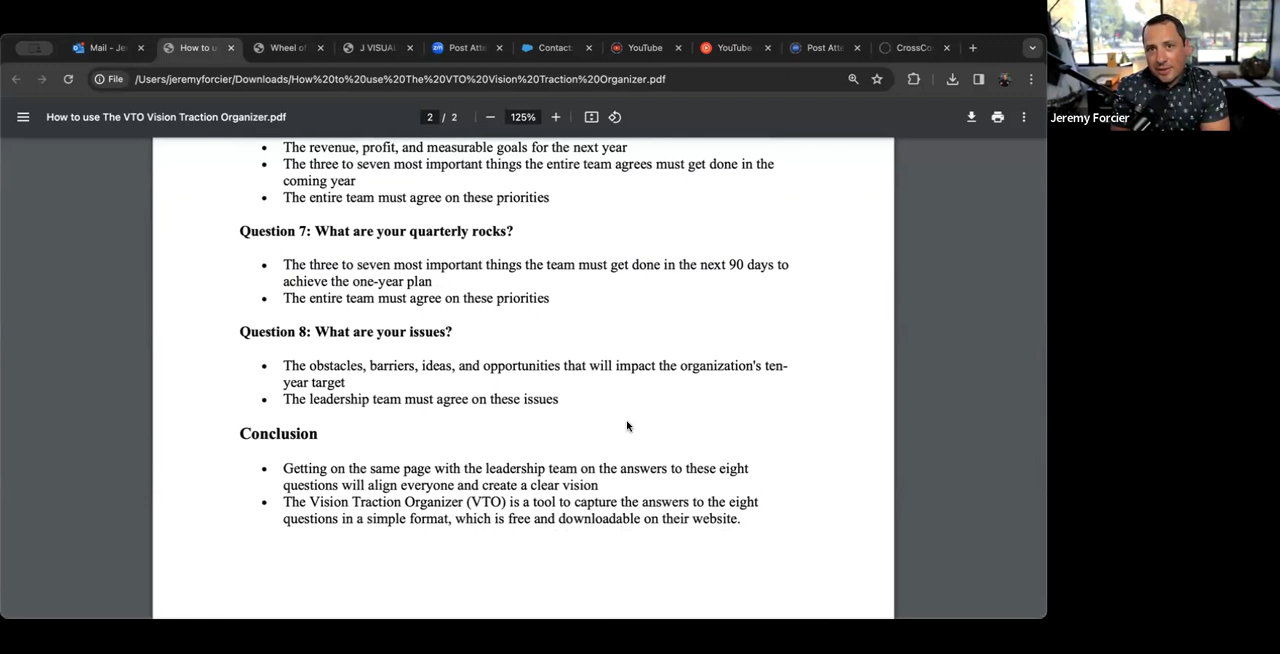 Mail - Je
How to u
Wheel of
J VISUAL
Post Atte
Contact
YouTube
YouTube
Post Atte
CrossCo
File
/Users/jeremyforcier/Downloads/How%20to%20use%20The%20VTO%20Vision%20Traction%20Organizer.pdf
How to use The VTO Vision Traction Organizer.pdf
2 / 2
125%
Jeremy Forcier
• The revenue, profit, and measurable goals for the next year
• The three to seven most important things the entire team agrees must get done in the
coming year
• The entire team must agree on these priorities
Question 7: What are your quarterly rocks?
• The three to seven most important things the team must get done in the next 90 days to
achieve the one-year plan
• The entire team must agree on these priorities
Question 8: What are your issues?
• The obstacles, barriers, ideas, and opportunities that will impact the organization's ten-
year target
• The leadership team must agree on these issues
Conclusion
• Getting on the same page with the leadership team on the answers to these eight
questions will align everyone and create a clear vision
• The Vision Traction Organizer (VTO) is a tool to capture the answers to the eight
questions in a simple format, which is free and downloadable on their website.